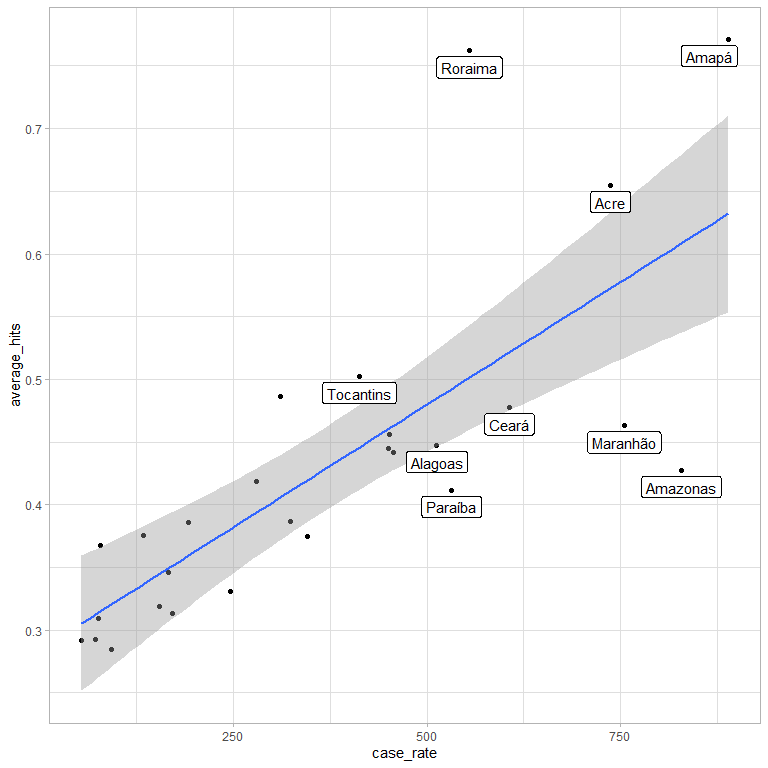 Roraima
Amapá
0.7
Acre
0.6
average_hits
0.5
Tocantins
Ceará
Maranhão
Alagoas
Amazonas
Paraíba
0.4
0.3
250
500
750
case_rate